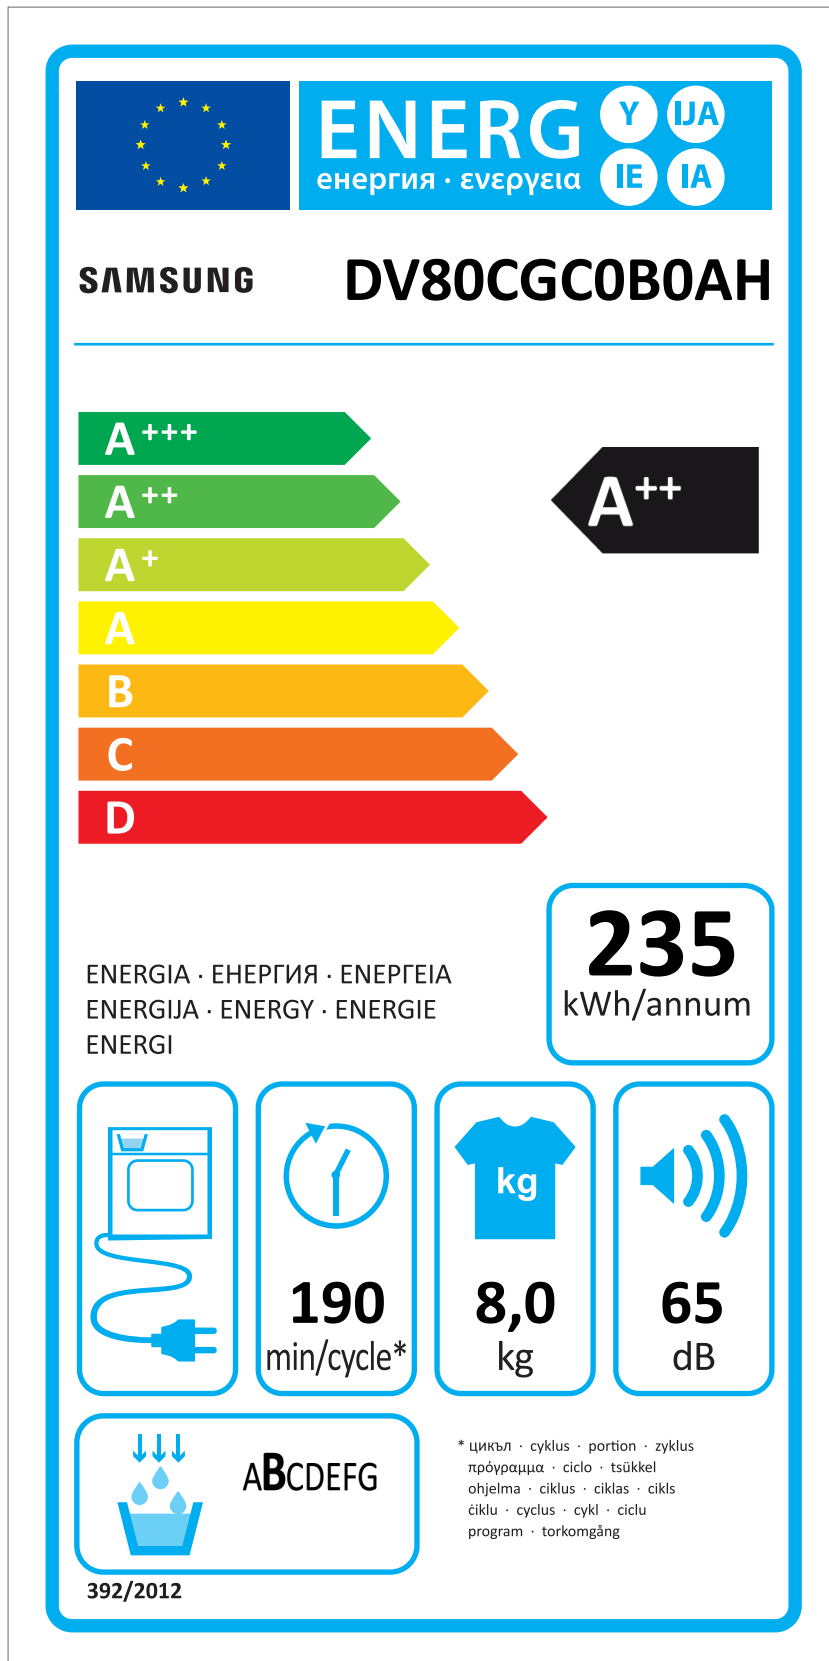 ENERG Y IJA
енергия · ενεργεια IE IA
SAMSUNG DV80CGC0B0AH
A+++
A++
A++
A+
A
B
C
D
235
kWh/annum
ENERGIA · ЕНЕРГИЯ · ΕΝΕΡΓΕΙΑ
ENERGIJA · ENERGY · ENERGIE
ENERGI
kg
190
min/cycle*
8,0
kg
65
dB
ABCDEFG
* цикъл · cyklus · portion · zyklus
πρόγραμμα · ciclo · tsükkel
ohjelma · ciklus · ciklas · cikls
ċiklu · cyclus · cykl · ciclu
program · torkomgång
392/2012